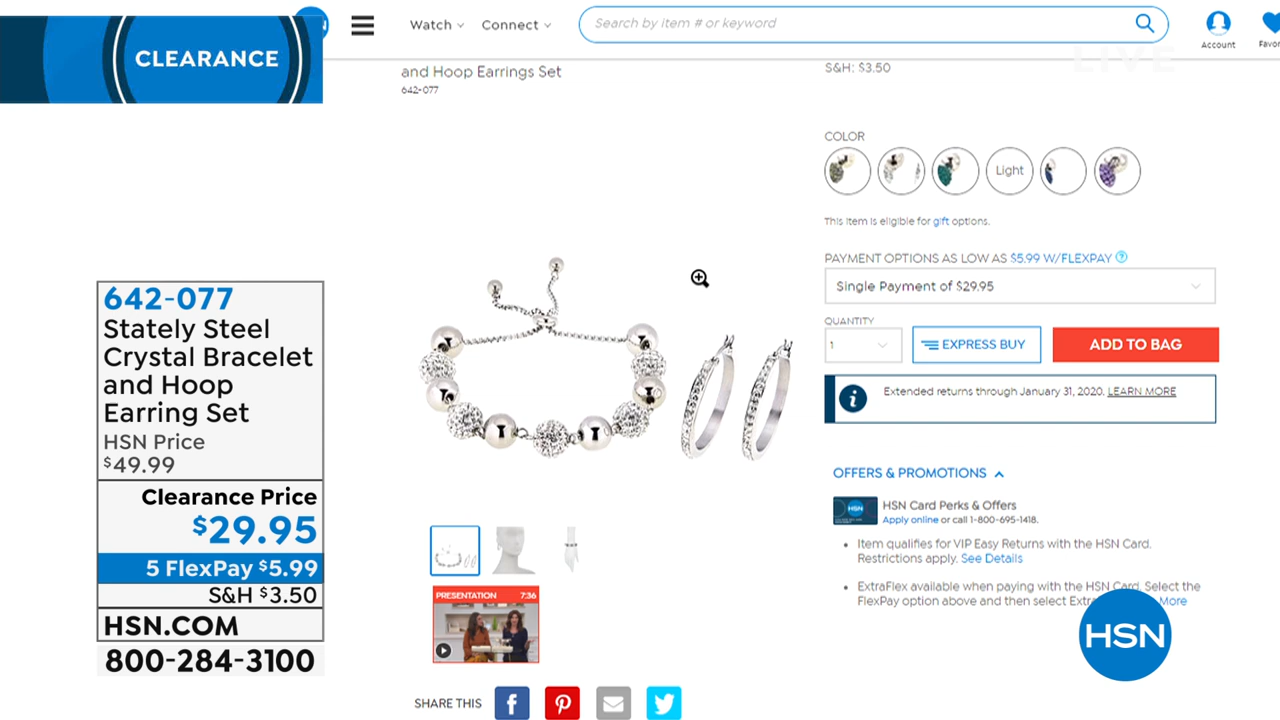 CLEARANCE
Watch
Connect
Search by item # or keyword
Account
LIVE
and Hoop Earrings Set
642-077
S&H: $3.50
COLOR
Light
This item is eligible for gift options.
PAYMENT OPTIONS AS LOW AS $5.99 W/FLEXPAY ?
Single Payment of $29.95
QUANTITY
1
EXPRESS BUY
ADD TO BAG
i
Extended returns through January 31, 2020. LEARN MORE
OFFERS & PROMOTIONS
HSN
HSN Card Perks & Offers
Apply online or call 1-800-695-1418.
• Item qualifies for VIP Easy Returns with the HSN Card.
Restrictions apply. See Details
• ExtraFlex available when paying with the HSN Card. Select the
FlexPay option above and then select Extra More
HSN
642-077
Stately Steel
Crystal Bracelet
and Hoop
Earring Set
HSN Price
$49.99
Clearance Price
$29.95
5 FlexPay $5.99
S&H $3.50
HSN.COM
800-284-3100
PRESENTATION 7:36
SHARE THIS